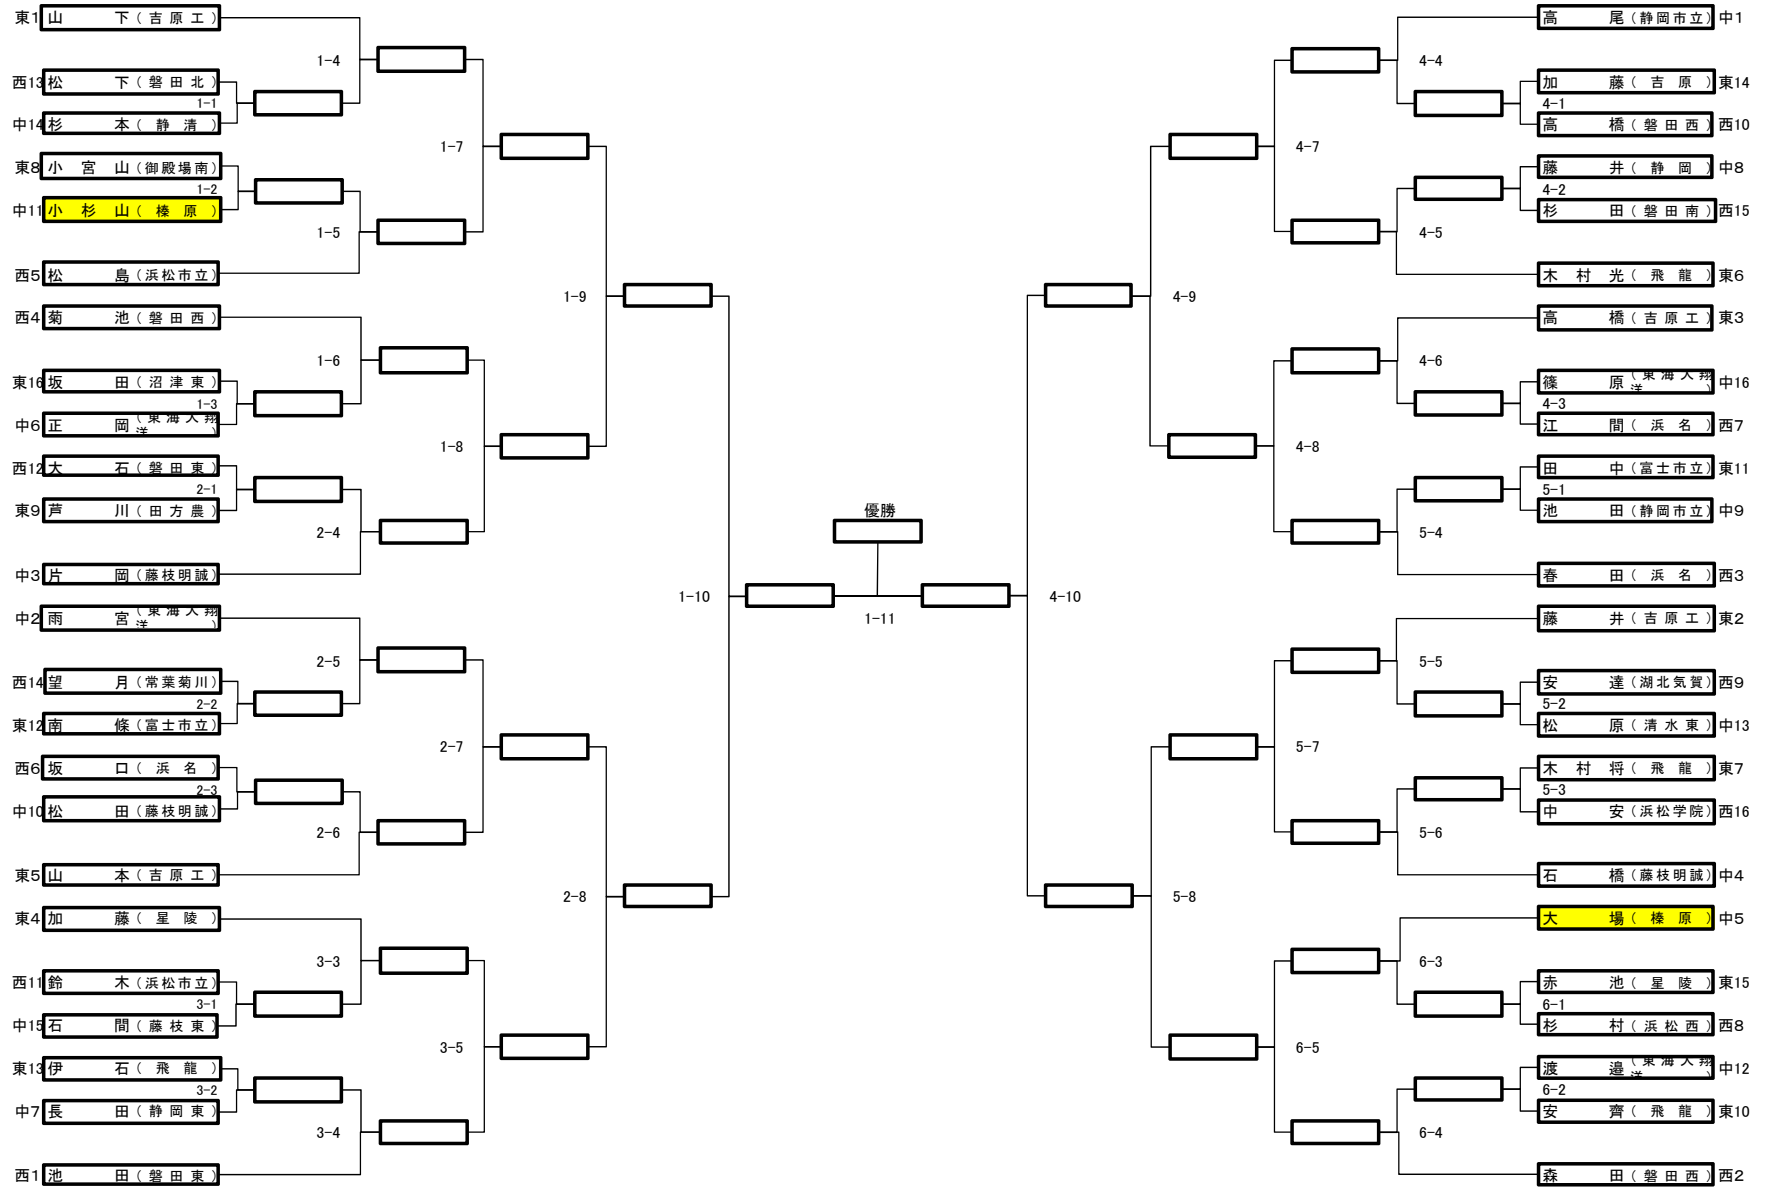 東1 山下(吉原工)
1-4
西13 松下(磐田北)
1-1
中14 杉本(静清)
1-7
東8 小宮山(御殿場南)
1-2
中11 小杉山(榛原)
1-5
西5 松島(浜松市立)
1-9
西4 菊池(磐田西)
1-6
東16 坂田(沼津東)
1-3
中6 正岡(東海大翔洋)
1-8
西12 大石(磐田東)
2-1
東9 芦川(田方農)
2-4
中3 片岡(藤枝明誠)
1-10
中2 雨宮(東海大翔洋)
2-5
西14 望月(常葉菊川)
2-2
東12 南條(富士市立)
2-7
西6 坂口(浜名)
2-3
中10 松田(藤枝明誠)
2-6
東5 山本(吉原工)
2-8
東4 加藤(星陵)
3-3
西11 鈴木(浜松市立)
3-1
中15 石間(藤枝東)
3-5
東13 伊石(飛龍)
3-2
中7 長田(静岡東)
3-4
西1 池田(磐田東)
優勝
1-11
高尾(静岡市立) 中1
4-4
加藤(吉原) 東14
4-1
高橋(磐田西) 西10
4-7
藤井(静岡) 中8
4-2
杉田(磐田南) 西15
4-5
木村光(飛龍) 東6
4-9
高橋(吉原工) 東3
4-6
篠原(東海大翔洋) 中16
4-3
江間(浜名) 西7
4-8
田中(富士市立) 東11
5-1
池田(静岡市立) 中9
5-4
春田(浜名) 西3
4-10
藤井(吉原工) 東2
5-5
安達(湖北気賀) 西9
5-2
松原(清水東) 中13
5-7
木村将(飛龍) 東7
5-3
中安(浜松学院) 西16
5-6
石橋(藤枝明誠) 中4
5-8
大場(榛原) 中5
6-3
赤池(星陵) 東15
6-1
杉村(浜松西) 西8
6-5
渡邉(東海大翔洋) 中12
6-2
安齊(飛龍) 東10
6-4
森田(磐田西) 西2